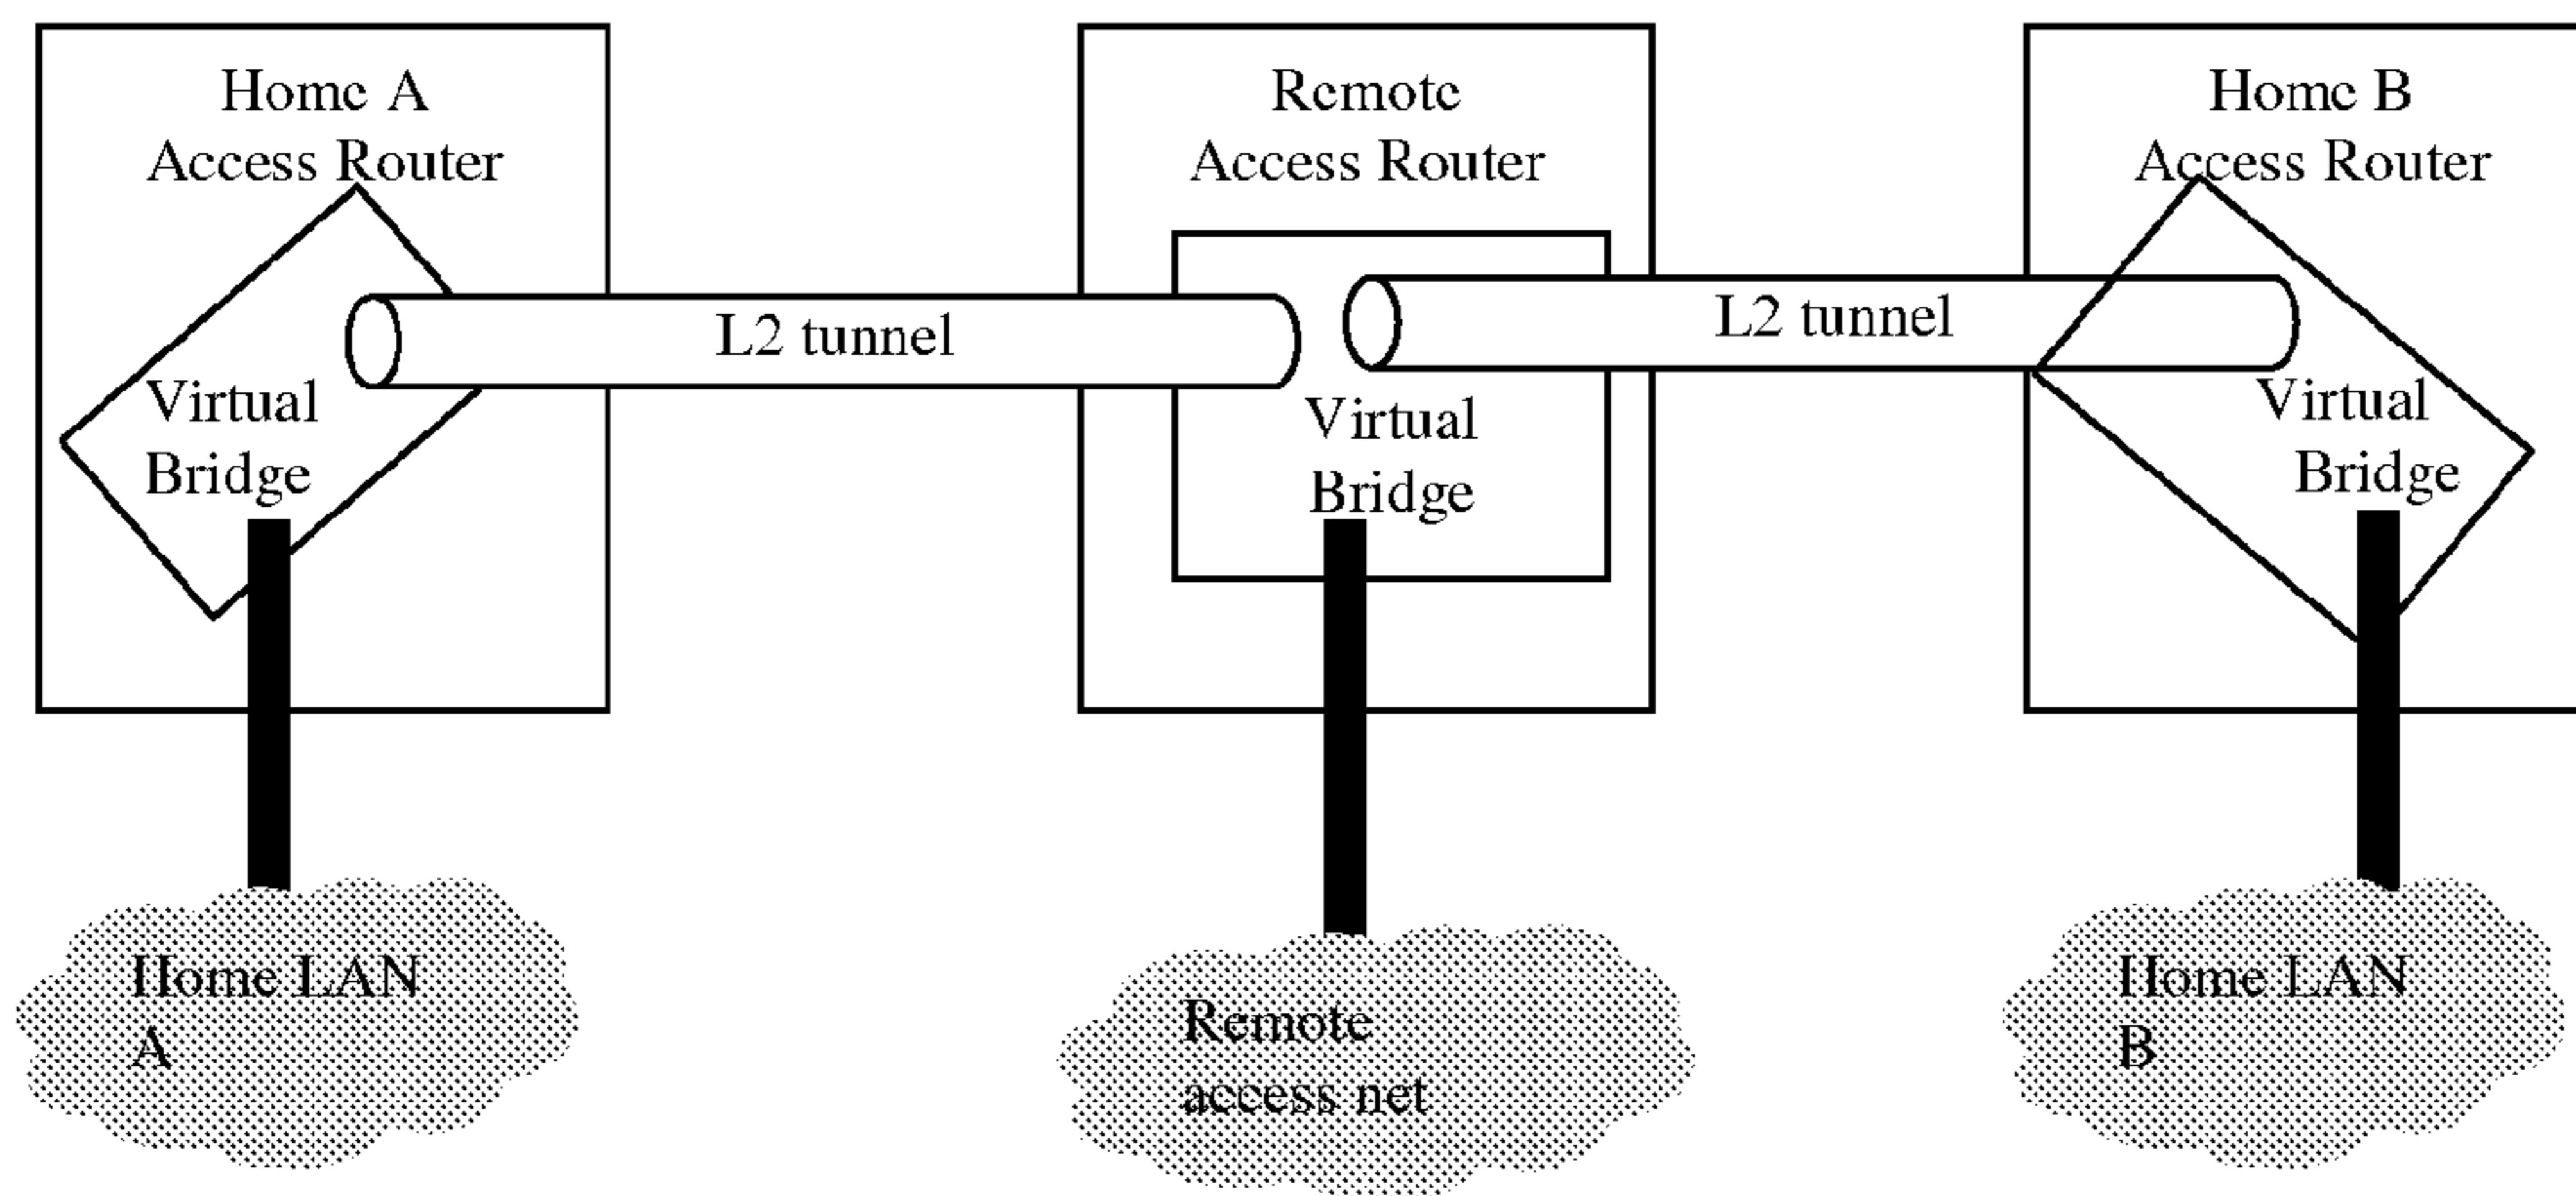 Home A
Access Router
Remote
Access Router
Home B
Access Router
L2 tunnel
L2 tunnel
Virtual
Bridge
Virtual
Bridge
Virtual
Bridge
Home LAN
A
Remote
access net
Home LAN
B